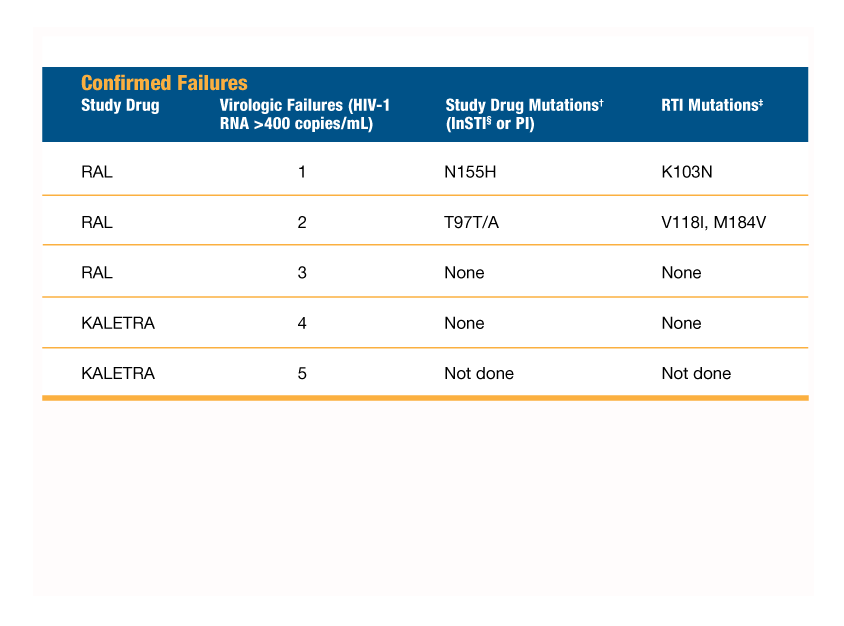 Confirmed Failures
Study Drug Virologic Failures (HIV-1 RNA >400 copies/mL) Study Drug Mutations† (InSTI§ or PI) RTI Mutations‡
RAL 1 N155H K103N
RAL 2 T97T/A V118I, M184V
RAL 3 None None
KALETRA 4 None None
KALETRA 5 Not done Not done